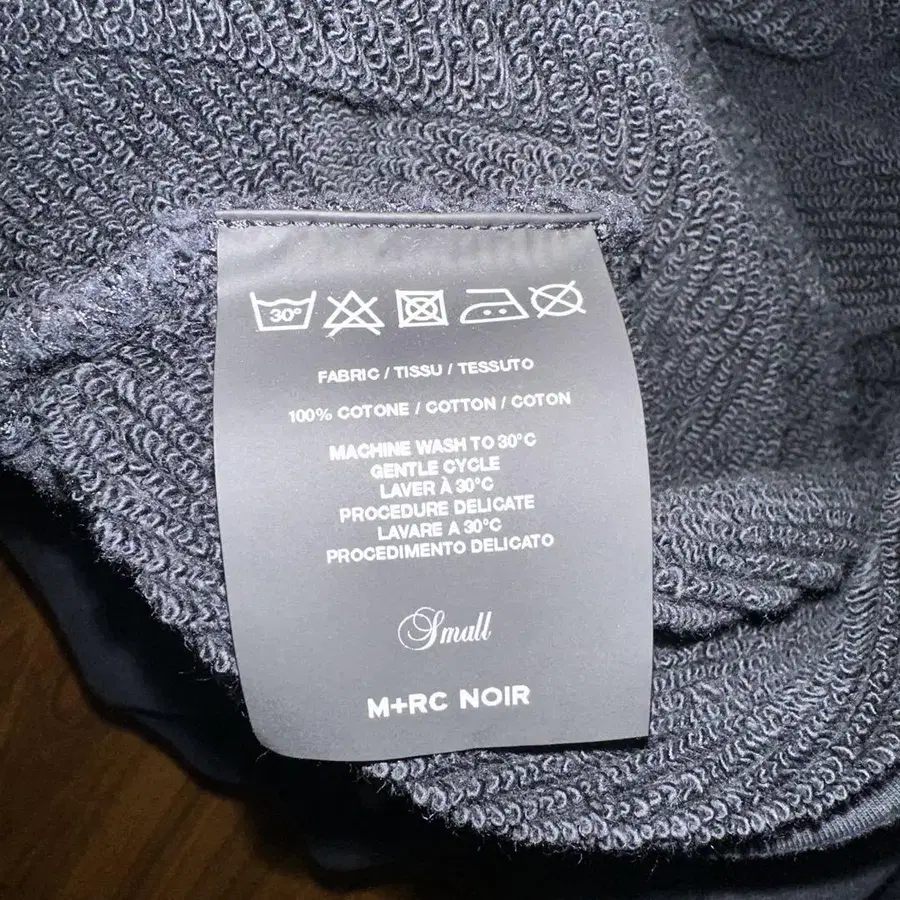 30°
FABRIC / TISSU / TESSUTO
100% COTONE / COTTON / COTON
MACHINE WASH TO 30°C
GENTLE CYCLE
LAVER À 30°C
PROCEDURE DELICATE
LAVARE A 30°C
PROCEDIMENTO DELICATO
Small
M+RC NOIR